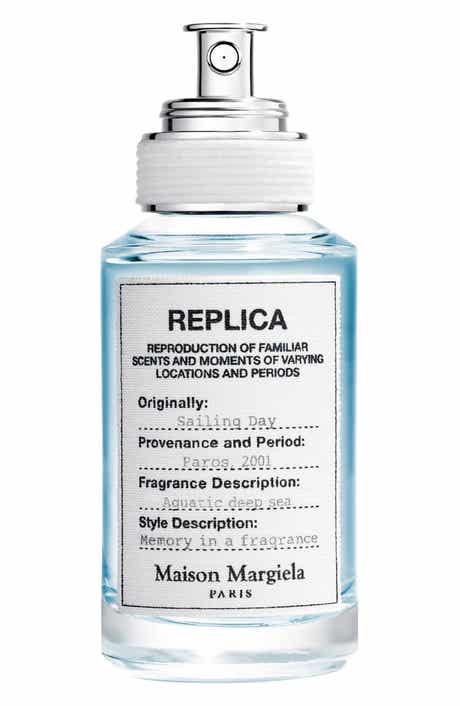 REPLICA
REPRODUCTION OF FAMILIAR
SCENTS AND MOMENTS OF VARYING
LOCATIONS AND PERIODS
Originally:
Sailing Day
Provenance and Period:
Paros, 2001
Fragrance Description:
Aquatic deep sea
Style Description:
Memory in a fragrance
Maison Margiela
PARIS